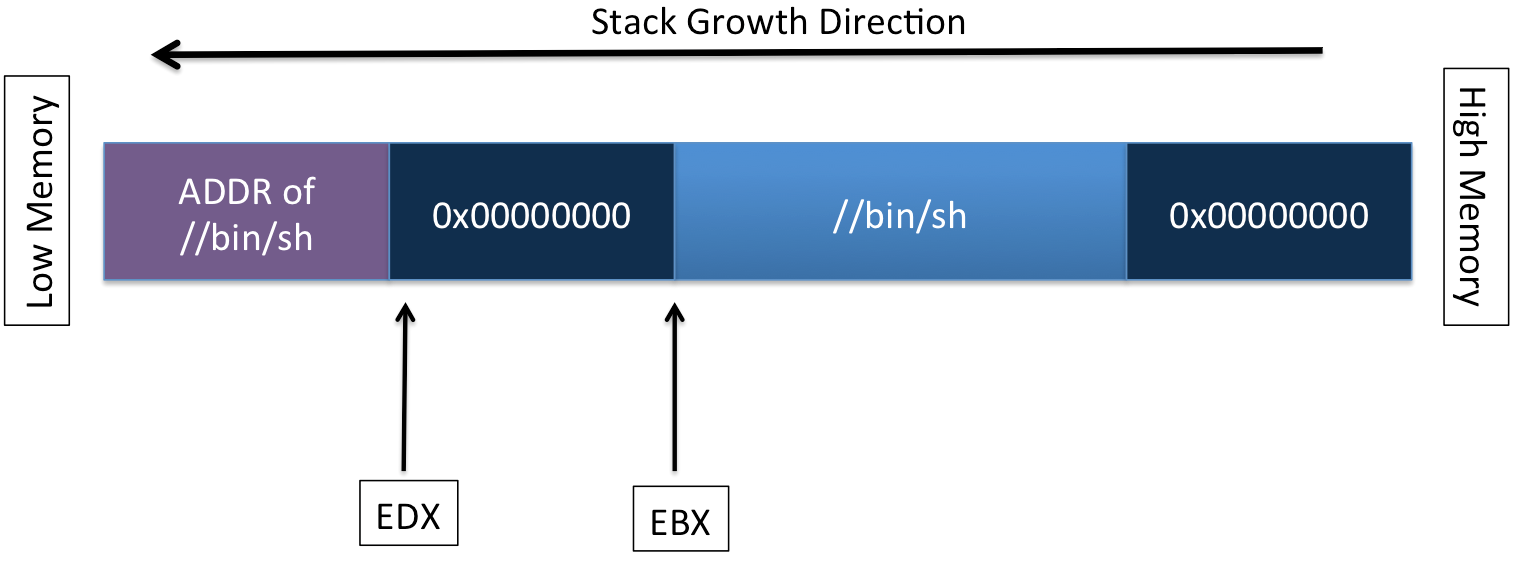 Stack Growth Direction
Low Memory
ADDR of
//bin/sh
0x00000000
//bin/sh
0x00000000
High Memory
EDX
EBX